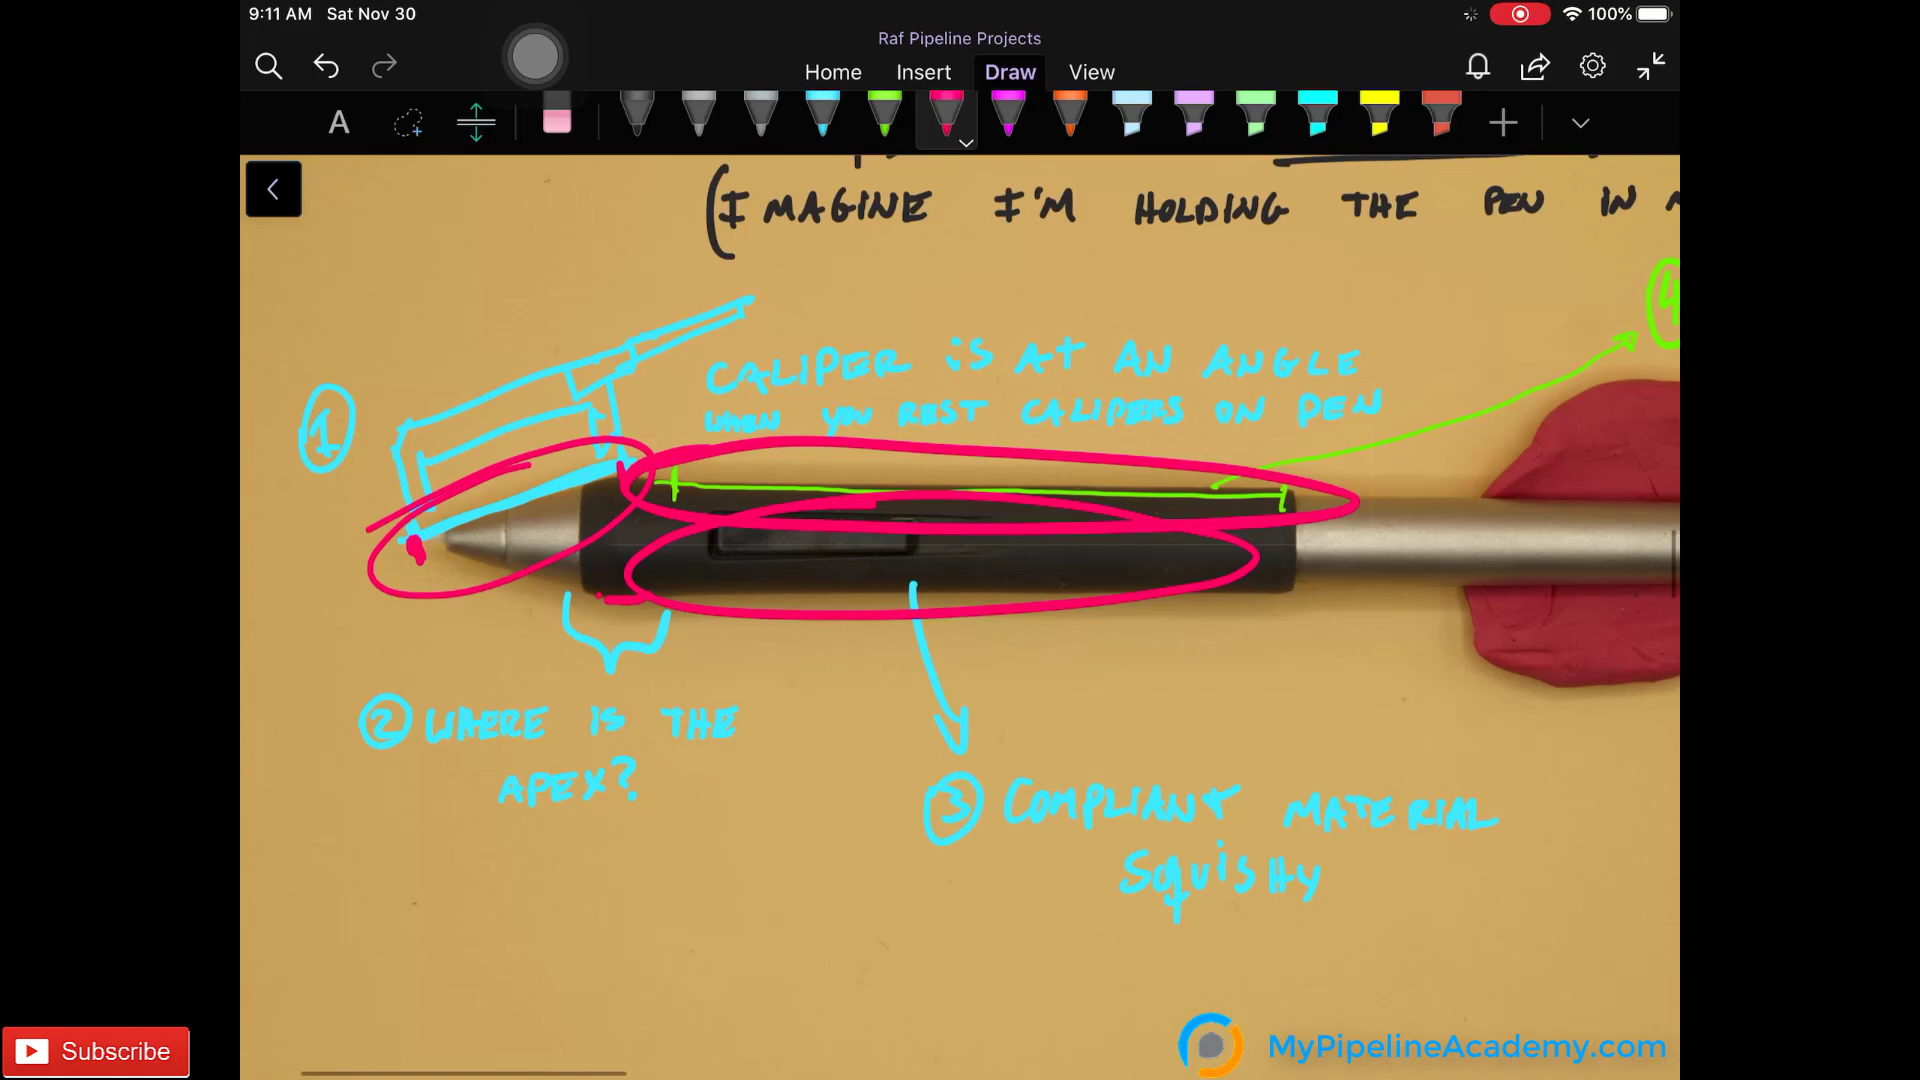 9:11 AM Sat Nov 30
100%
Raf Pipeline Projects
Home Insert Draw View
A
(IMAGINE I'M HOLDING THE PEN IN
4
1
CALIPER IS AT AN ANGLE
WHEN YOU REST CALIPERS ON PEN
2 WHERE IS THE
APEX?
3 COMPLIANT MATERIAL
SQUISHY
Subscribe
MyPipelineAcademy.com